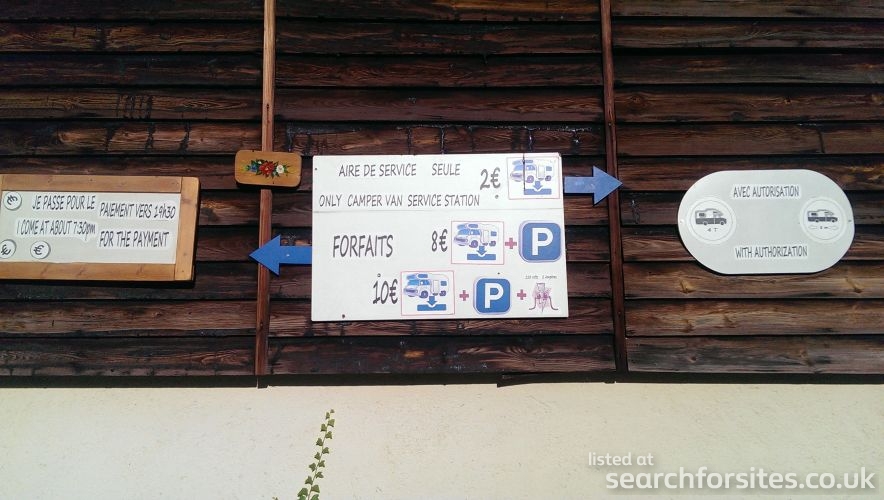 JE PASSE POUR LE PAIEMENT VERS 19h30
I COME AT ABOUT 7:30pm FOR THE PAYMENT
AIRE DE SERVICE SEULE 2€
ONLY CAMPER VAN SERVICE STATION
FORFAITS 8€ + P
10€ + P +
AVEC AUTORISATION
WITH AUTHORIZATION
listed at
searchforsites.co.uk